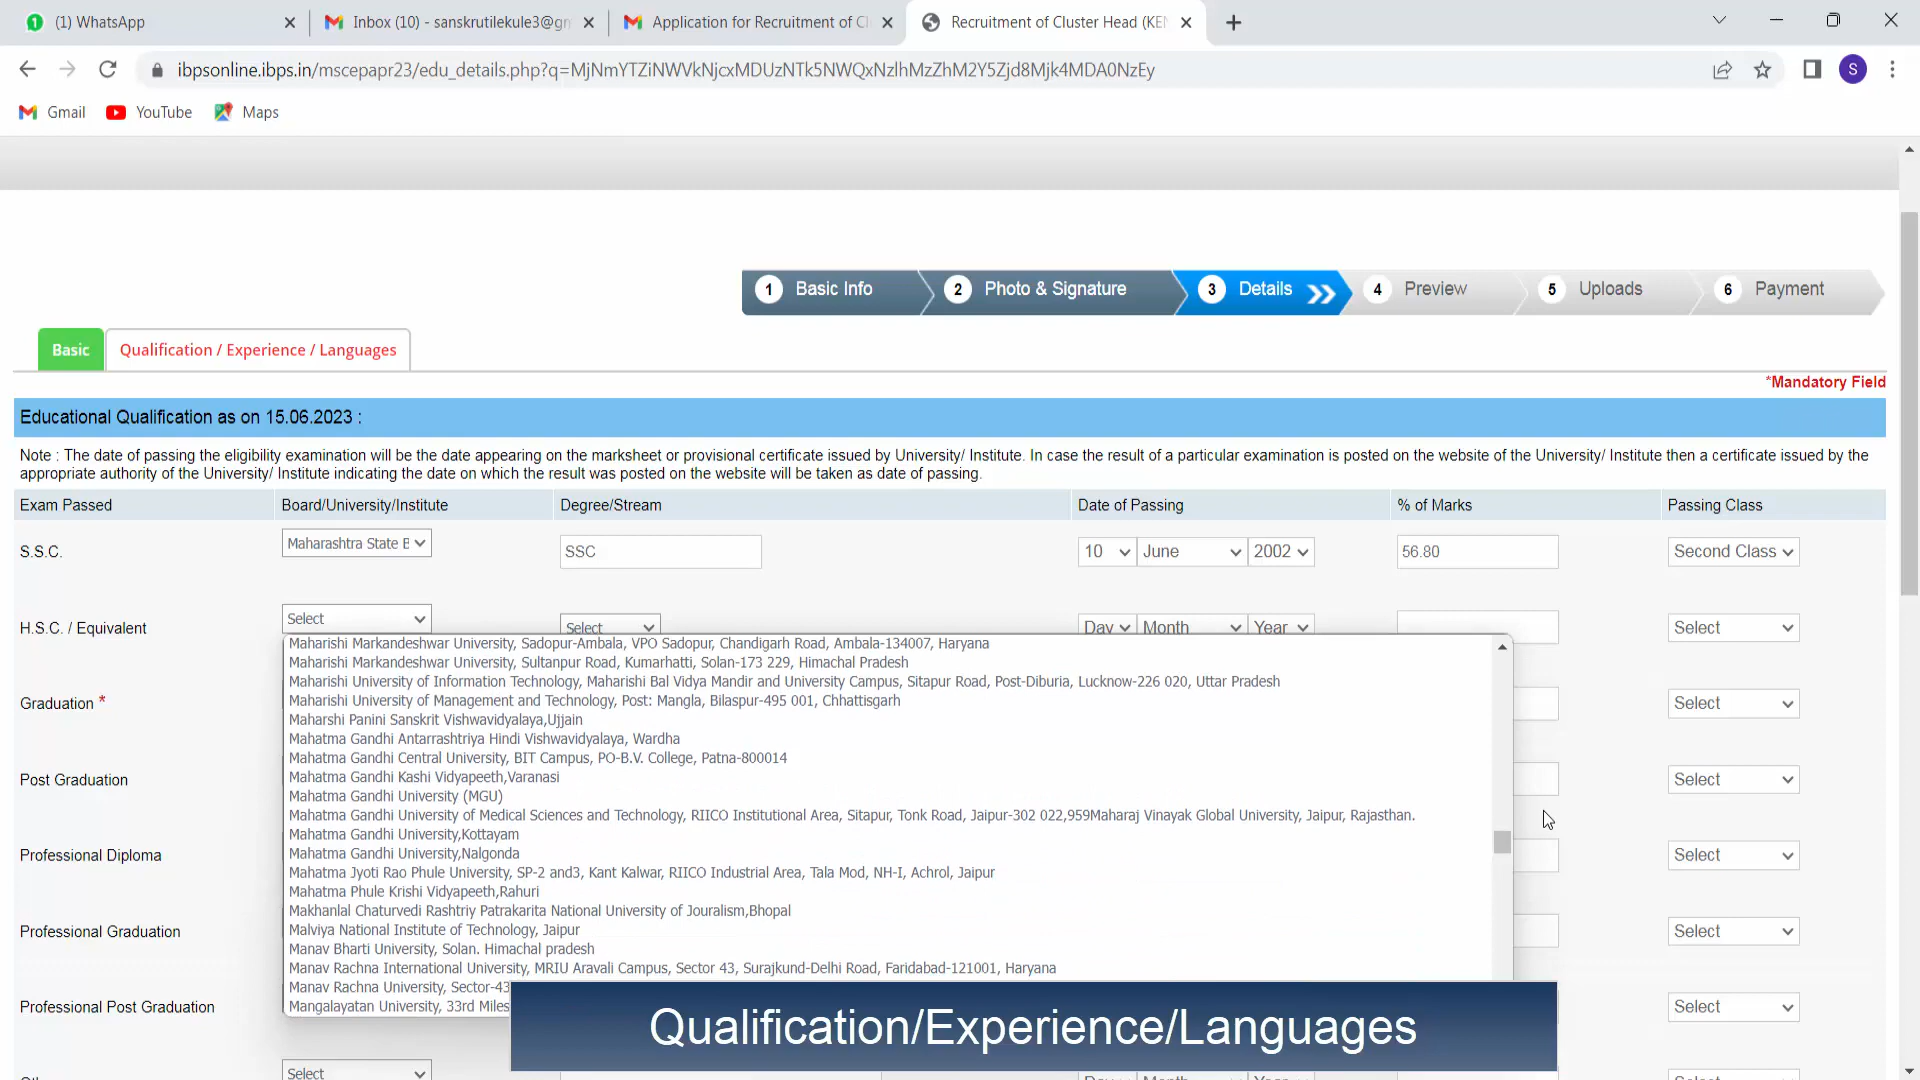 (1) WhatsApp
Inbox (10) - sanskrutilekule3@gm
Application for Recruitment of Cl
Recruitment of Cluster Head (KEN
ibpsonline.ibps.in/mscepapr23/edu_details.php?q=MjNmYTZiNWVkNjcxMDUzNTk5NWQxNzlhMzZhM2Y5Zjd8Mjk4MDA0NzEy
S
Gmail
YouTube
Maps
1 Basic Info
2 Photo & Signature
3 Details
4 Preview
5 Uploads
6 Payment
Basic
Qualification / Experience / Languages
*Mandatory Field
Educational Qualification as on 15.06.2023 :
Note : The date of passing the eligibility examination will be the date appearing on the marksheet or provisional certificate issued by University/ Institute. In case the result of a particular examination is posted on the website of the University/ Institute then a certificate issued by the
appropriate authority of the University/ Institute indicating the date on which the result was posted on the website will be taken as date of passing.
Exam Passed Board/University/Institute Degree/Stream Date of Passing % of Marks Passing Class
S.S.C. Maharashtra State B SSC 10 June 2002 56.80 Second Class
H.S.C. / Equivalent Select Select Day Month Year Select
Maharishi Markandeshwar University, Sadopur-Ambala, VPO Sadopur, Chandigarh Road, Ambala-134007, Haryana
Maharishi Markandeshwar University, Sultanpur Road, Kumarhatti, Solan-173 229, Himachal Pradesh
Maharishi University of Information Technology, Maharishi Bal Vidya Mandir and University Campus, Sitapur Road, Post-Diburia, Lucknow-226 020, Uttar Pradesh
Maharishi University of Management and Technology, Post: Mangla, Bilaspur-495 001, Chhattisgarh
Maharshi Panini Sanskrit Vishwavidyalaya,Ujjain
Mahatma Gandhi Antarrashtriya Hindi Vishwavidyalaya, Wardha
Mahatma Gandhi Central University, BIT Campus, PO-B.V. College, Patna-800014
Mahatma Gandhi Kashi Vidyapeeth,Varanasi
Mahatma Gandhi University (MGU)
Mahatma Gandhi University of Medical Sciences and Technology, RIICO Institutional Area, Sitapur, Tonk Road, Jaipur-302 022,959Maharaj Vinayak Global University, Jaipur, Rajasthan.
Mahatma Gandhi University,Kottayam
Mahatma Gandhi University,Nalgonda
Mahatma Jyoti Rao Phule University, SP-2 and3, Kant Kalwar, RIICO Industrial Area, Tala Mod, NH-I, Achrol, Jaipur
Mahatma Phule Krishi Vidyapeeth,Rahuri
Makhanlal Chaturvedi Rashtriy Patrakarita National University of Jouralism,Bhopal
Malviya National Institute of Technology, Jaipur
Manav Bharti University, Solan. Himachal pradesh
Manav Rachna International University, MRIU Aravali Campus, Sector 43, Surajkund-Delhi Road, Faridabad-121001, Haryana
Manav Rachna University, Sector-43
Mangalayatan University, 33rd Miles
Graduation * Select
Post Graduation Select
Professional Diploma Select
Professional Graduation Select
Professional Post Graduation Select
Select
Qualification/Experience/Languages